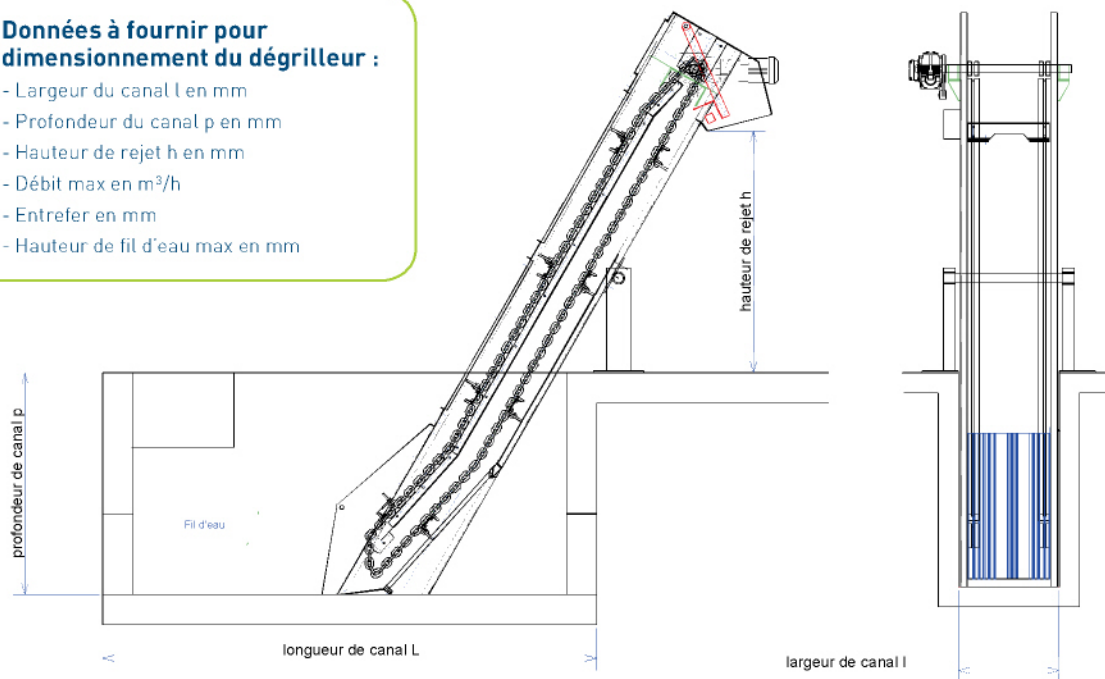 Données à fournir pour
dimensionnement du dégrilleur :
- Largeur du canal l en mm
- Profondeur du canal p en mm
- Hauteur de rejet h en mm
- Débit max en m³/h
- Entrefer en mm
- Hauteur de fil d'eau max en mm
hauteur de rejet h
profondeur de canal p
Fil d'eau
longueur de canal L
largeur de canal l